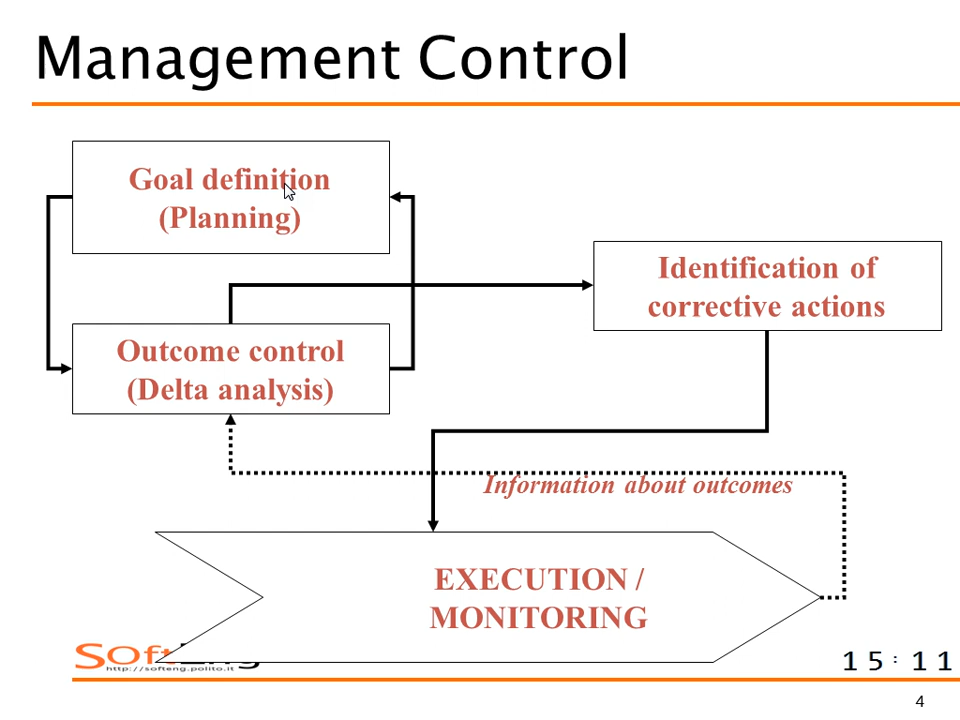 Management Control
Goal definition
(Planning)
Identification of
corrective actions
Outcome control
(Delta analysis)
Information about outcomes
EXECUTION /
MONITORING
http://softeng.polito.it
15:11
4